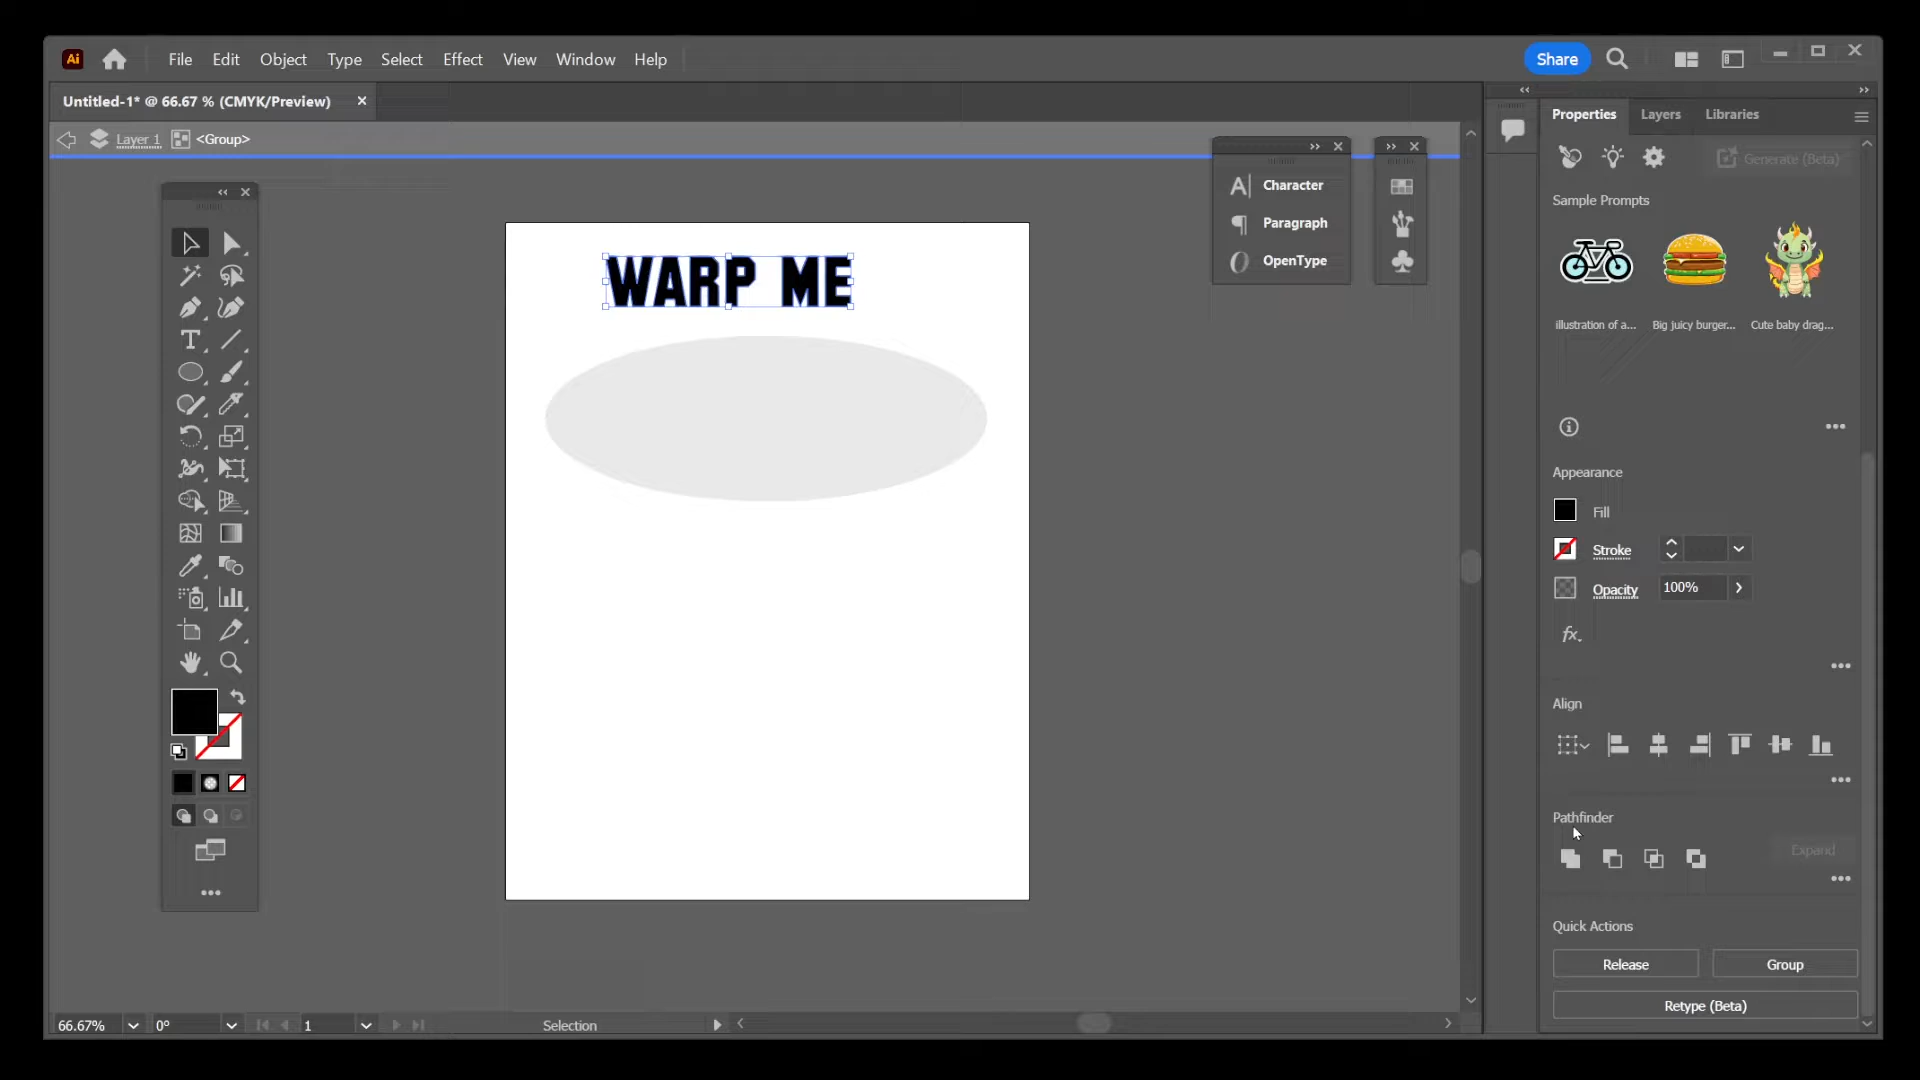 Ai File Edit Object Type Select Effect View Window Help Share
Untitled-1* @ 66.67 % (CMYK/Preview)
Layer 1 <Group>
Properties Layers Libraries
Generate (Beta)
Sample Prompts
illustration of a... Big juicy burger... Cute baby drag...
Character
Paragraph
OpenType
WARP ME
Appearance
Fill
Stroke
Opacity 100%
fx.
Align
Pathfinder
Expand
Quick Actions
Release Group
Retype (Beta)
66.67% 0° 1 Selection